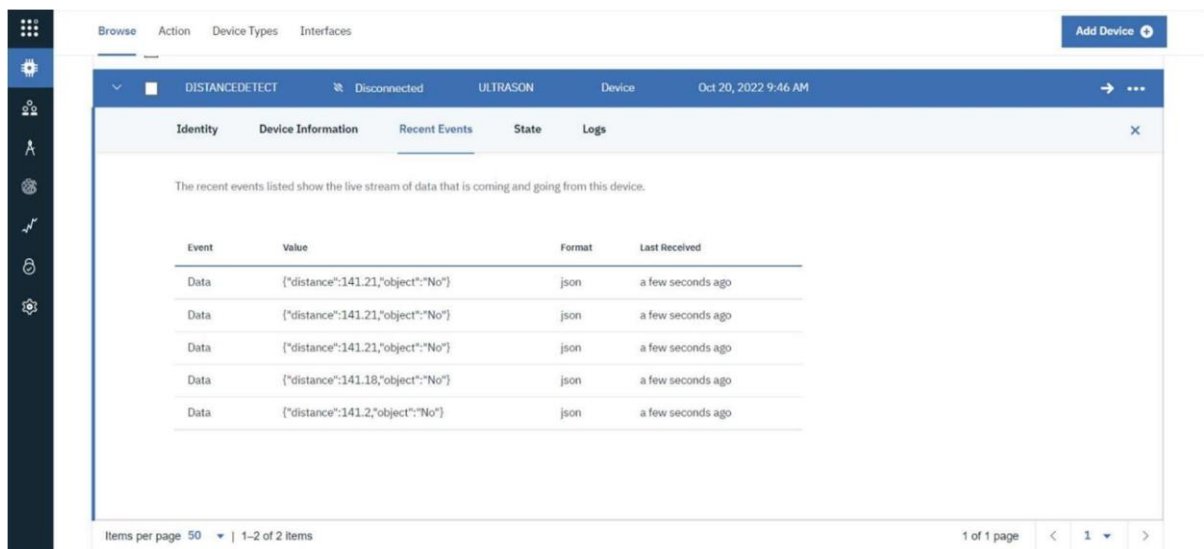 Browse Action Device Types Interfaces Add Device
DISTANCEDETECT Disconnected ULTRASON Device Oct 20, 2022 9:46 AM
Identity Device Information Recent Events State Logs
The recent events listed show the live stream of data that is coming and going from this device.
Event Value Format Last Received
Data {"distance":141.21,"object":"No"} json a few seconds ago
Data {"distance":141.21,"object":"No"} json a few seconds ago
Data {"distance":141.21,"object":"No"} json a few seconds ago
Data {"distance":141.18,"object":"No"} json a few seconds ago
Data {"distance":141.2,"object":"No"} json a few seconds ago
Items per page 50 | 1–2 of 2 items 1 of 1 page 1